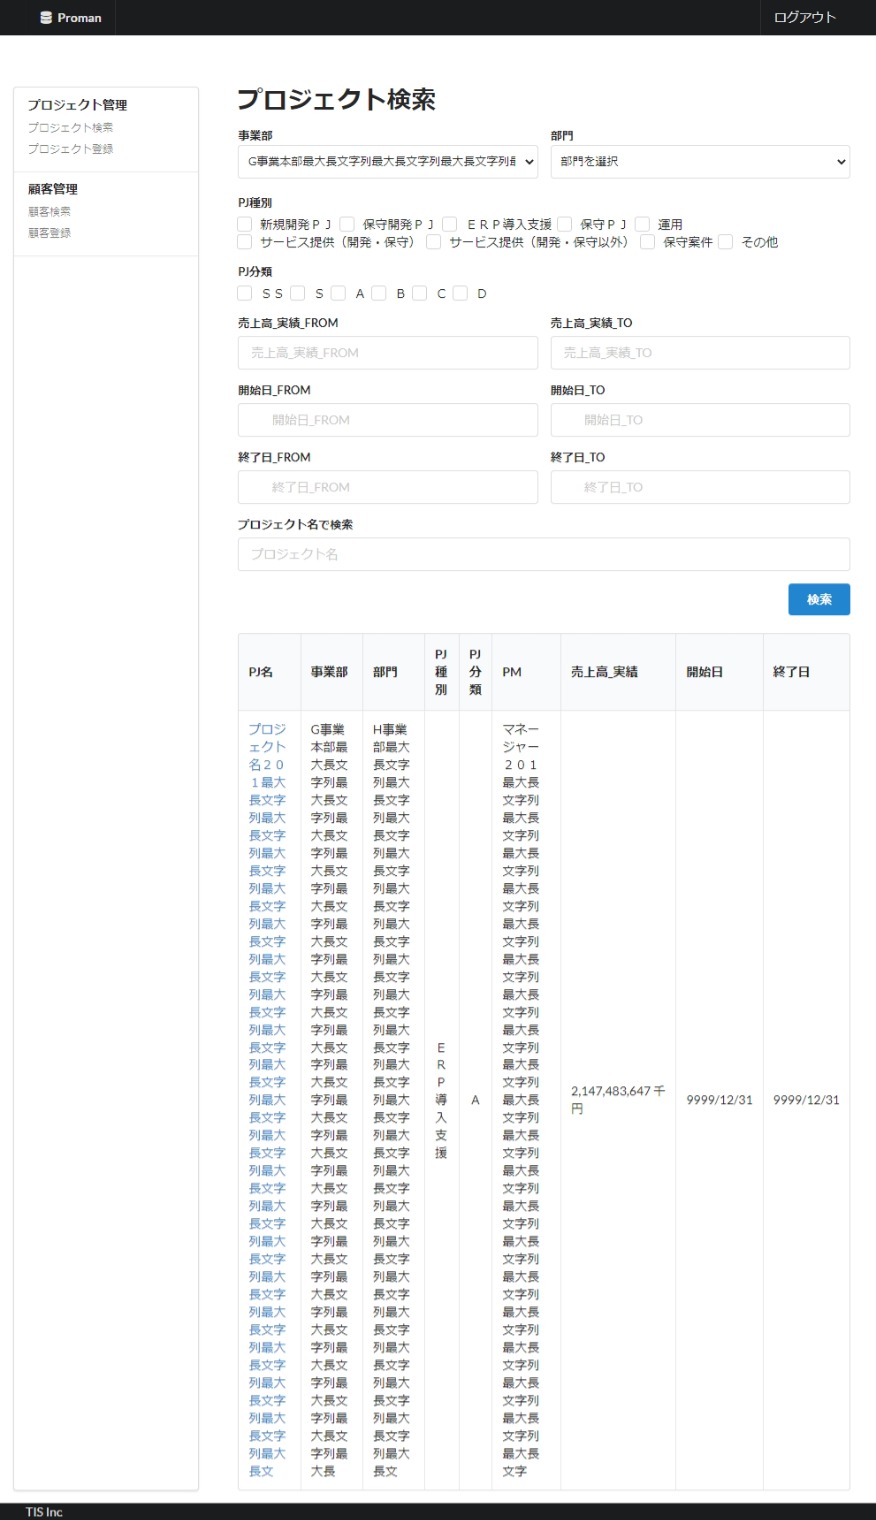 Proman
ログアウト
プロジェクト管理
プロジェクト検索
プロジェクト登録
顧客管理
顧客検索
顧客登録
プロジェクト検索
事業部
部門
G事業本部最大長文字列最大長文字列最大長文字列最
部門を選択
PJ種別
新規開発ＰＪ 保守開発ＰＪ ＥＲＰ導入支援 保守ＰＪ 運用
サービス提供（開発・保守） サービス提供（開発・保守以外） 保守案件 その他
PJ分類
ＳＳ Ｓ Ａ Ｂ Ｃ Ｄ
売上高_実績_FROM
売上高_実績_TO
売上高_実績_FROM
売上高_実績_TO
開始日_FROM
開始日_TO
開始日_FROM
開始日_TO
終了日_FROM
終了日_TO
終了日_FROM
終了日_TO
プロジェクト名で検索
プロジェクト名
検索
PJ名
事業部
部門
PJ
種
別
PJ
分
類
PM
売上高_実績
開始日
終了日
プロジ
ェクト
名２０
１最大
長文字
列最大
長文字
列最大
長文字
列最大
長文字
列最大
長文字
列最大
長文字
列最大
長文字
列最大
長文字
列最大
長文字
列最大
長文字
列最大
長文字
列最大
長文字
列最大
長文字
列最大
長文字
列最大
長文字
列最大
長文字
列最大
長文字
列最大
長文字
列最大
長文字
列最大
長文
G事業
本部最
大長文
字列最
大長文
字列最
大長文
字列最
大長文
字列最
大長文
字列最
大長文
字列最
大長文
字列最
大長文
字列最
大長文
字列最
大長文
字列最
大長文
字列最
大長文
字列最
大長文
字列最
大長文
字列最
大長文
字列最
大長文
字列最
大長文
字列最
大長文
字列最
大長文
字列最
大長文
字列最
大長
H事業
部最大
長文字
列最大
長文字
列最大
長文字
列最大
長文字
列最大
長文字
列最大
長文字
列最大
長文字
列最大
長文字
列最大
長文字
列最大
長文字
列最大
長文字
列最大
長文字
列最大
長文字
列最大
長文字
列最大
長文字
列最大
長文字
列最大
長文字
列最大
長文字
列最大
長文字
列最大
長文字
列最大
長文
Ｅ
Ｒ
Ｐ
導
入
支
援
Ａ
マネー
ジャー
２０１
最大長
文字列
最大長
文字列
最大長
文字列
最大長
文字列
最大長
文字列
最大長
文字列
最大長
文字列
最大長
文字列
最大長
文字列
最大長
文字列
最大長
文字列
最大長
文字列
最大長
文字列
最大長
文字列
最大長
文字列
最大長
文字列
最大長
文字列
最大長
文字列
最大長
文字列
最大長
文字
2,147,483,647 千
円
9999/12/31
9999/12/31
TIS Inc